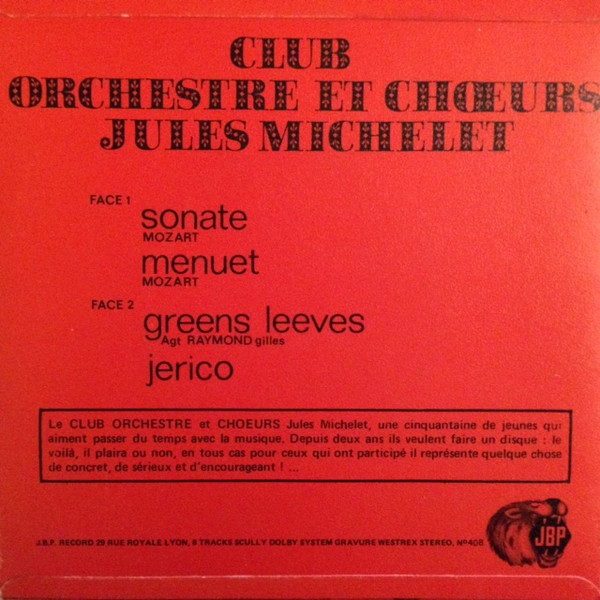 CLUB
ORCHESTRE ET CHŒURS
JULES MICHELET
FACE 1
sonate
MOZART
menuet
MOZART
FACE 2
greens leeves
Agt RAYMOND gilles
jerico
Le CLUB ORCHESTRE et CHOEURS Jules Michelet, une cinquantaine de jeunes qui
aiment passer du temps avec la musique. Depuis deux ans ils veulent faire un disque : le
voilà, il plaira ou non, en tous cas pour ceux qui ont participé il représente quelque chose
de concret, de sérieux et d'encourageant ! ...
J.B.P. RECORD 29 RUE ROYALE LYON, 8 TRACKS SCULLY DOLBY SYSTEM GRAVURE WESTREX STEREO. Nº 408
JBP